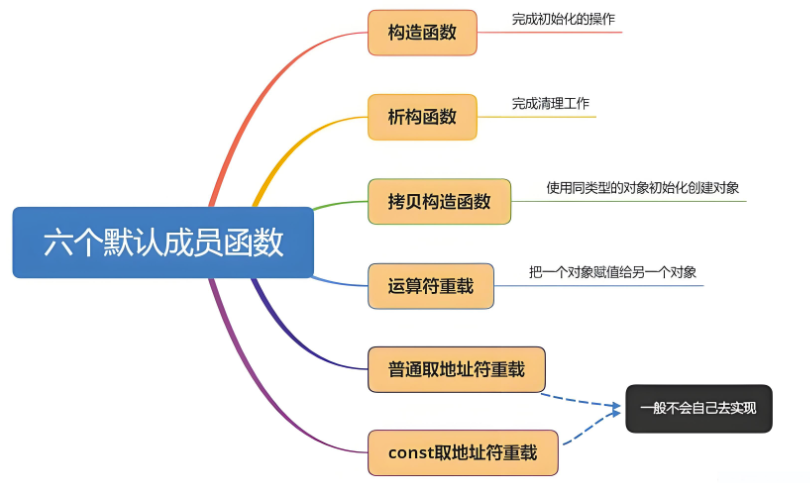 构造函数
完成初始化的操作
析构函数
完成清理工作
拷贝构造函数
使用同类型的对象初始化创建对象
六个默认成员函数
运算符重载
把一个对象赋值给另一个对象
普通取地址符重载
一般不会自己去实现
const取地址符重载